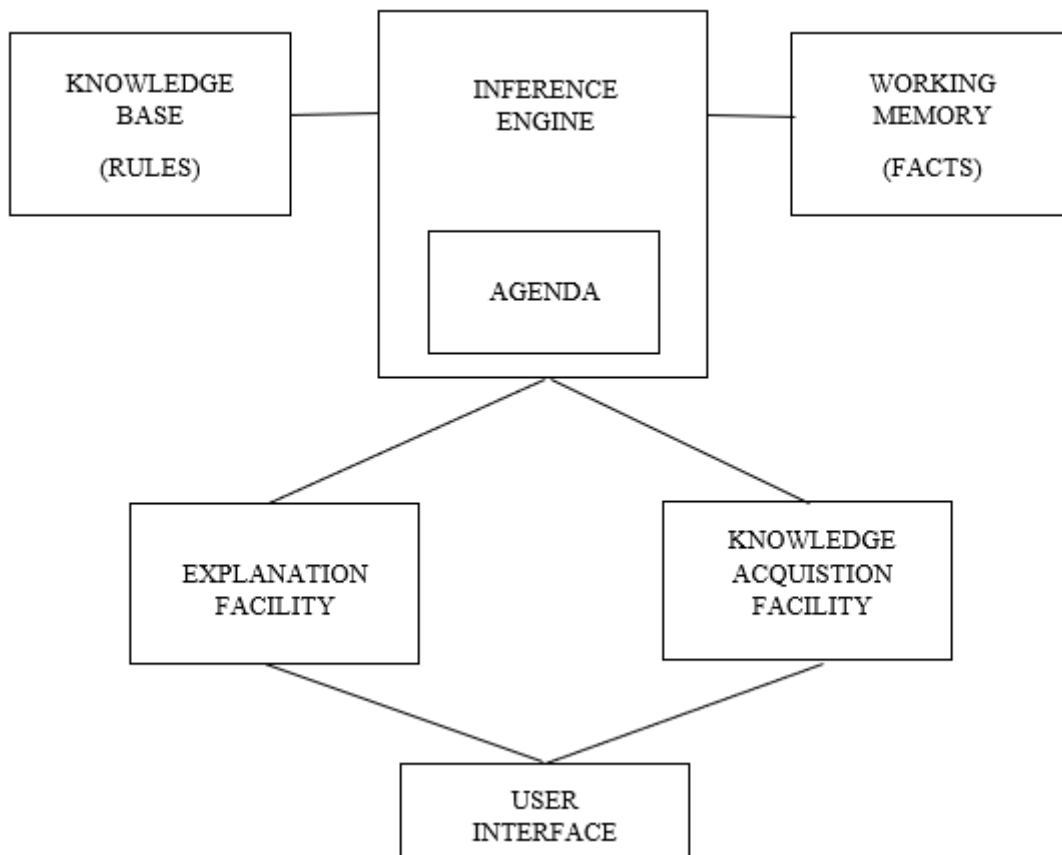 KNOWLEDGE
BASE
(RULES)
INFERENCE
ENGINE
AGENDA
WORKING
MEMORY
(FACTS)
EXPLANATION
FACILITY
KNOWLEDGE
ACQUISTION
FACILITY
USER
INTERFACE